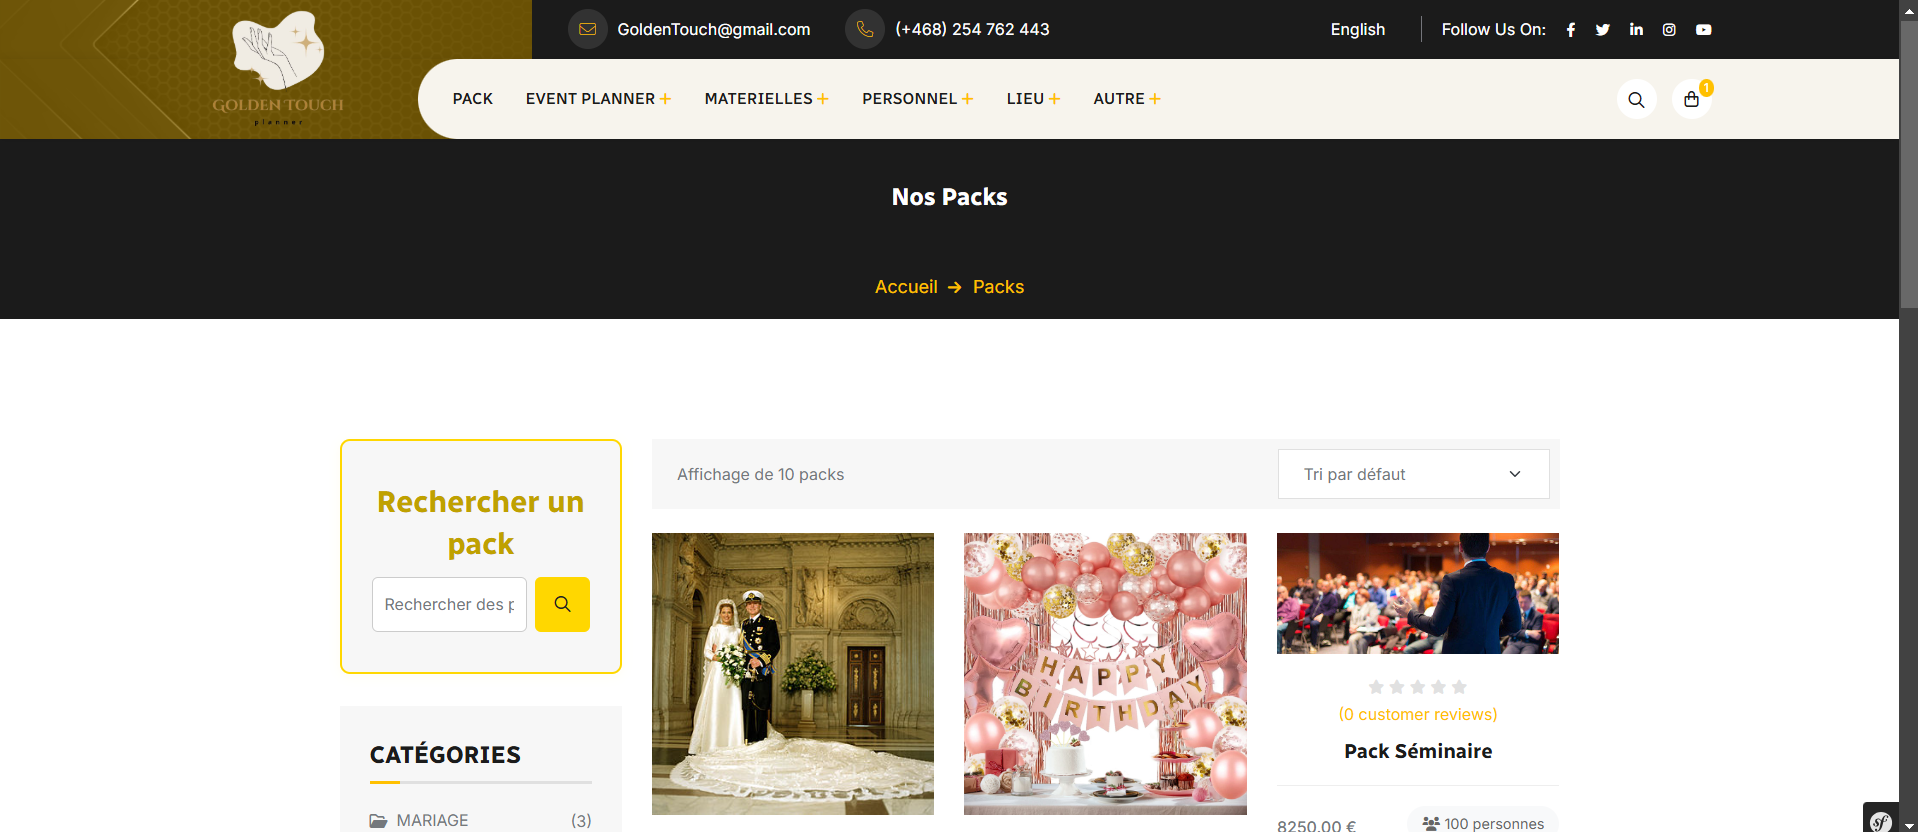 GoldenTouch@gmail.com
(+468) 254 762 443
English
Follow Us On:
GOLDEN TOUCH
planner
PACK
EVENT PLANNER +
MATERIELLES +
PERSONNEL +
LIEU +
AUTRE +
1
Nos Packs
Accueil → Packs
Rechercher un
pack
Rechercher des p
CATÉGORIES
MARIAGE (3)
Affichage de 10 packs
Tri par défaut
HAPPY
BIRTHDAY
(0 customer reviews)
Pack Séminaire
8250.00 €
100 personnes
sf